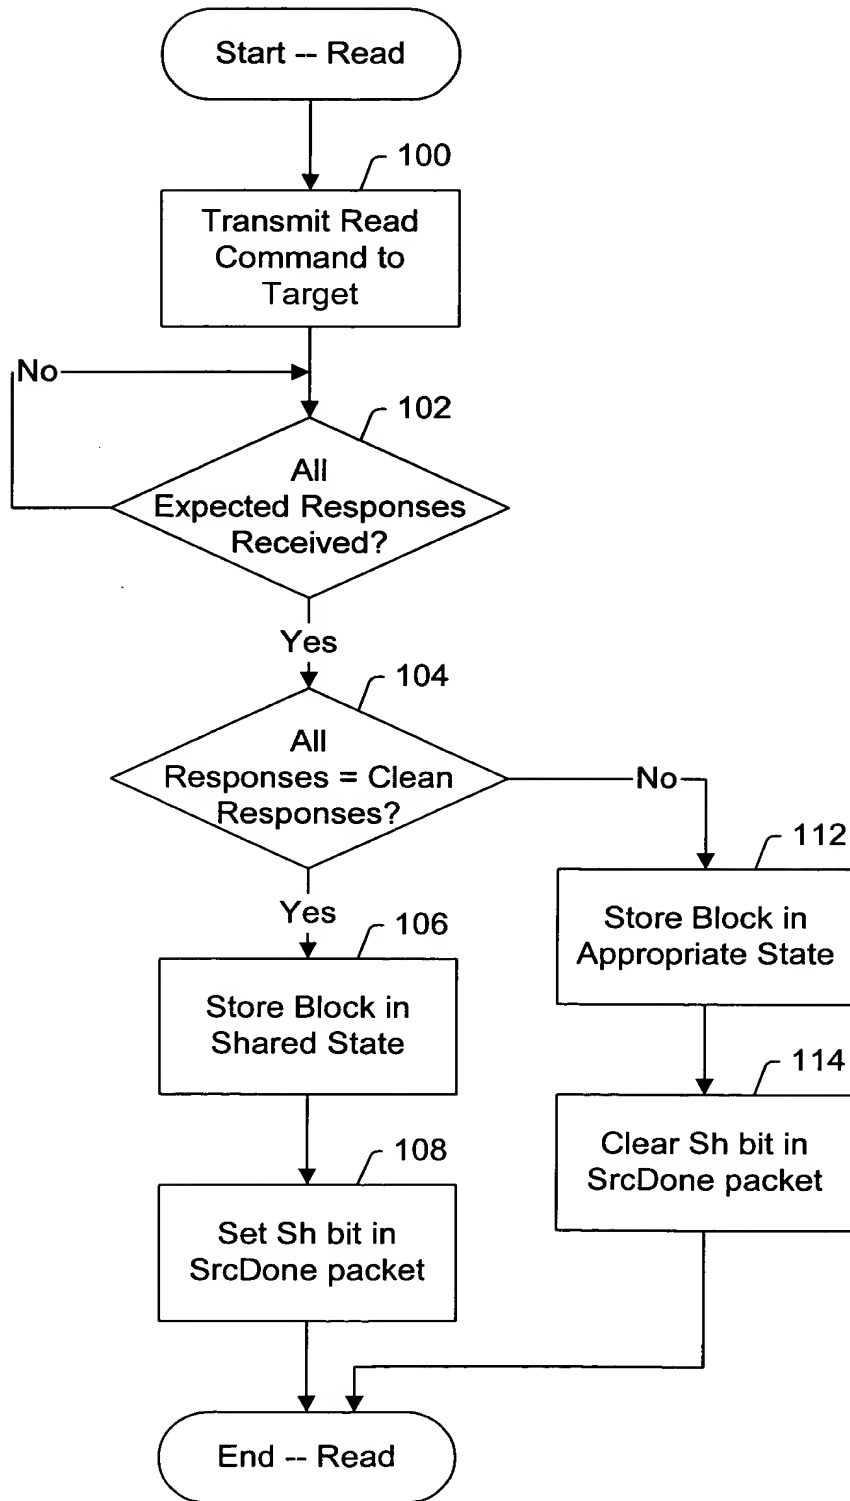 Start -- Read
100
Transmit Read
Command to
Target
No
102
All
Expected Responses
Received?
Yes
104
All
Responses = Clean
Responses?
No
Yes
106
Store Block in
Shared State
112
Store Block in
Appropriate State
108
Set Sh bit in
SrcDone packet
114
Clear Sh bit in
SrcDone packet
End -- Read